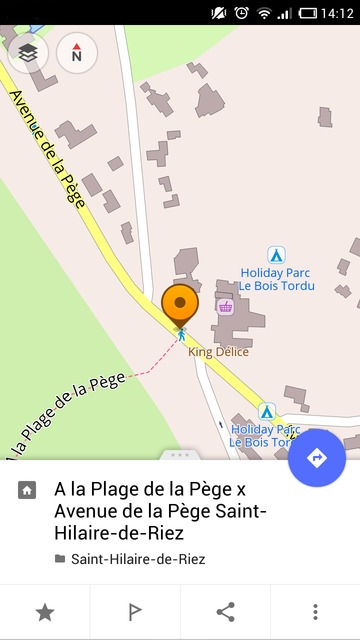 14:12
N
Avenue de la Pège
Holiday Parc
Le Bois Tordu
King Délice
A la Plage de la Pège
Holiday Parc
Le Bois Tord
A la Plage de la Pège x
Avenue de la Pège Saint-
Hilaire-de-Riez
Saint-Hilaire-de-Riez